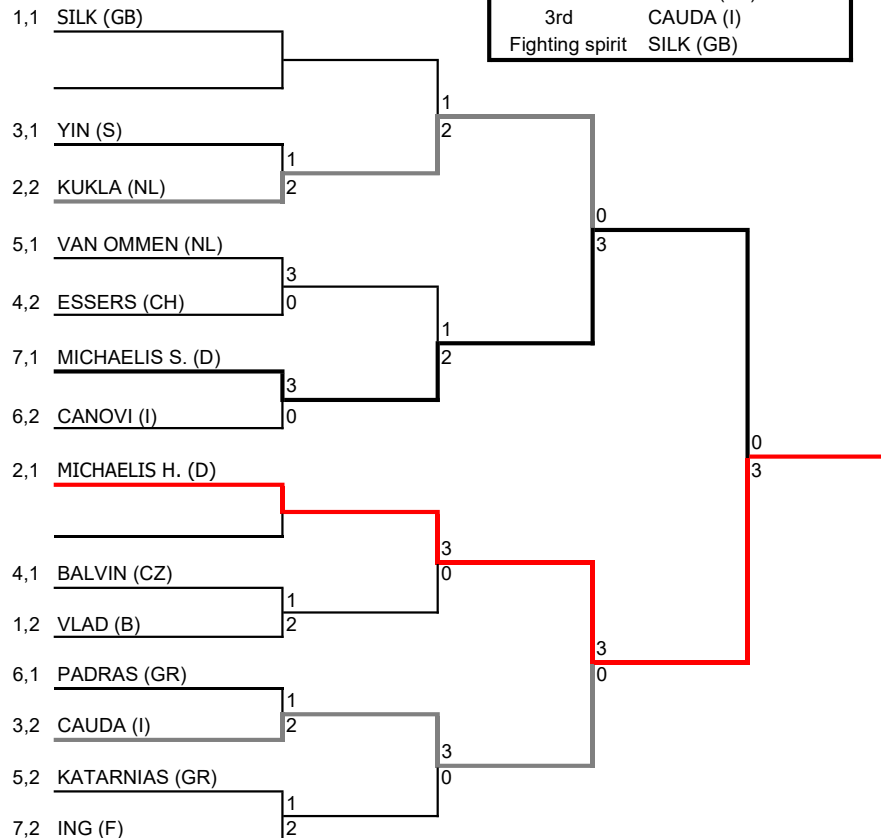 3rd CAUDA (I)
Fighting spirit SILK (GB)
1,1 SILK (GB)
1
2
3,1 YIN (S)
1
2
2,2 KUKLA (NL)
0
3
5,1 VAN OMMEN (NL)
3
0
4,2 ESSERS (CH)
1
2
7,1 MICHAELIS S. (D)
3
0
6,2 CANOVI (I)
0
3
2,1 MICHAELIS H. (D)
3
0
4,1 BALVIN (CZ)
1
2
1,2 VLAD (B)
3
0
6,1 PADRAS (GR)
1
2
3,2 CAUDA (I)
3
0
5,2 KATARNIAS (GR)
1
2
7,2 ING (F)